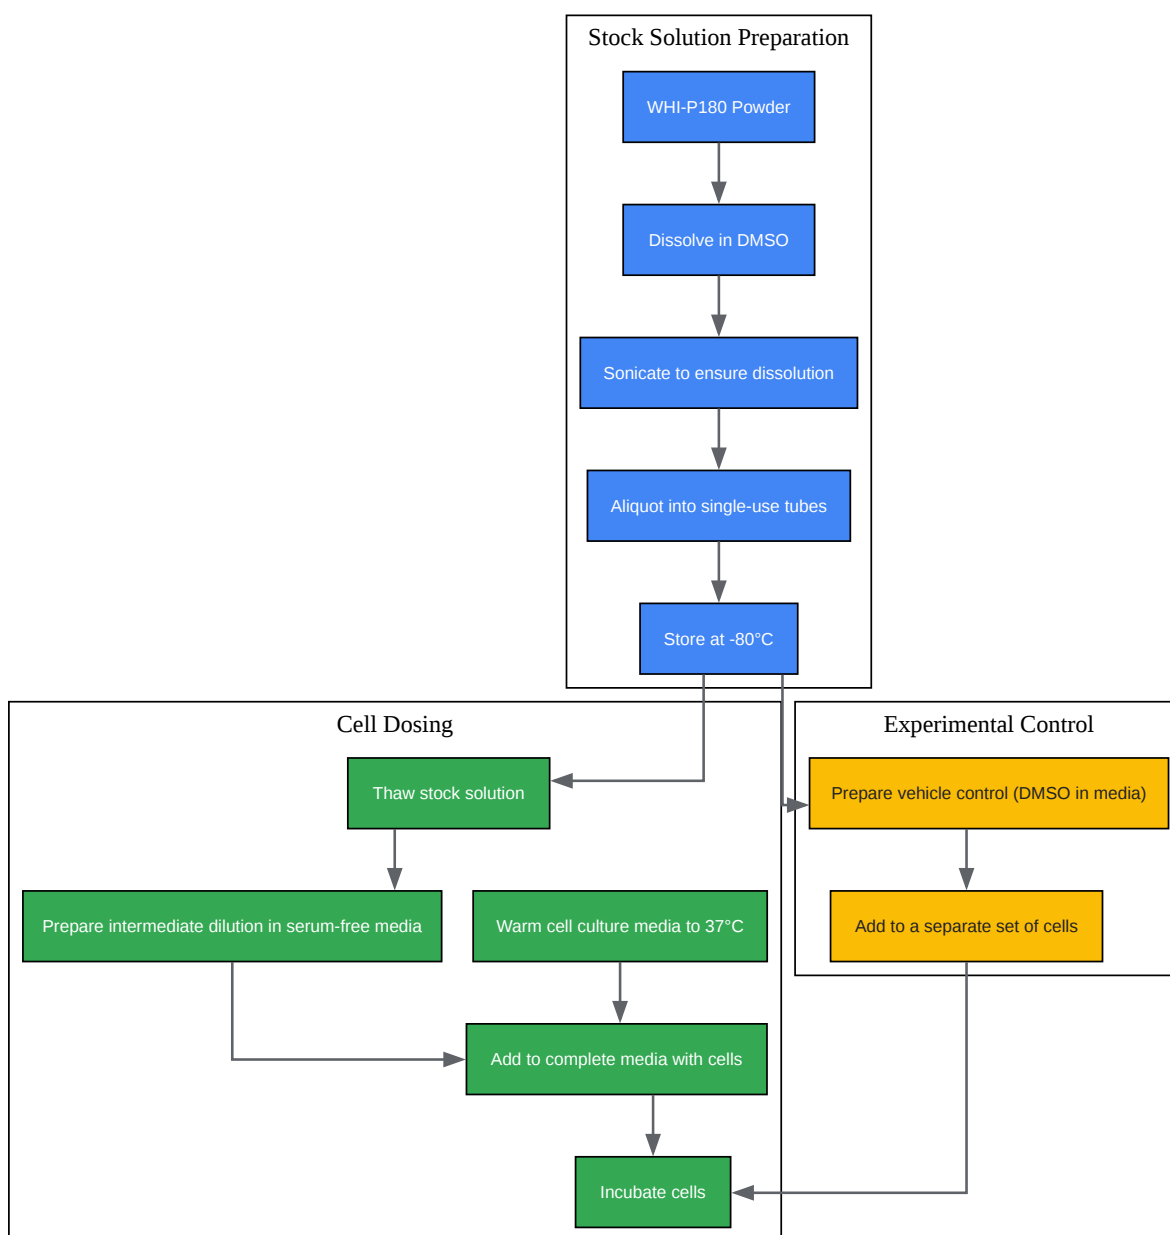 Stock Solution Preparation
WHI-P180 Powder
Dissolve in DMSO
Sonicate to ensure dissolution
Aliquot into single-use tubes
Store at -80°C
Cell Dosing
Thaw stock solution
Prepare intermediate dilution in serum-free media
Warm cell culture media to 37°C
Add to complete media with cells
Incubate cells
Experimental Control
Prepare vehicle control (DMSO in media)
Add to a separate set of cells